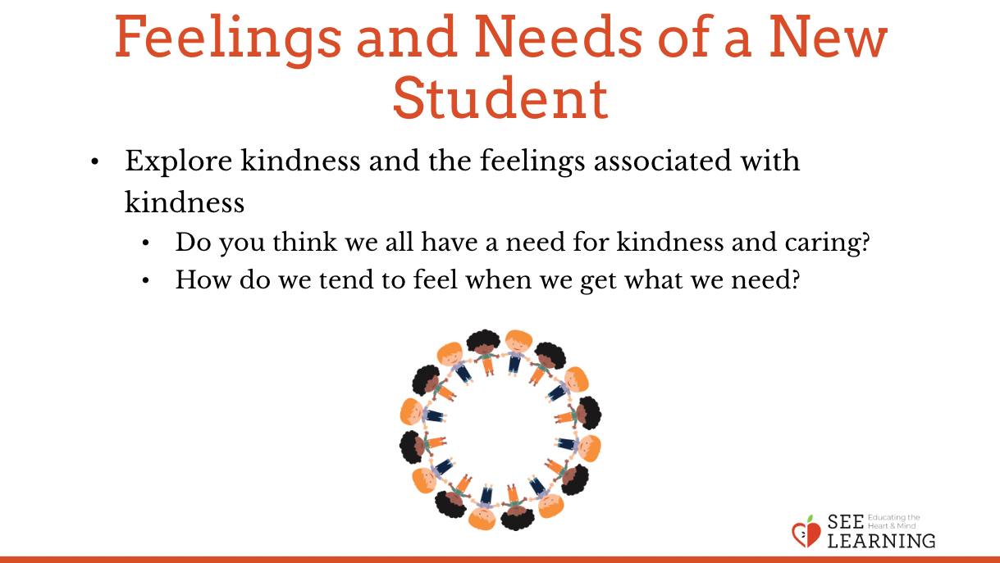 Feelings and Needs of a New
Student
• Explore kindness and the feelings associated with
kindness
• Do you think we all have a need for kindness and caring?
• How do we tend to feel when we get what we need?
SEE Educating the
Heart & Mind
LEARNING